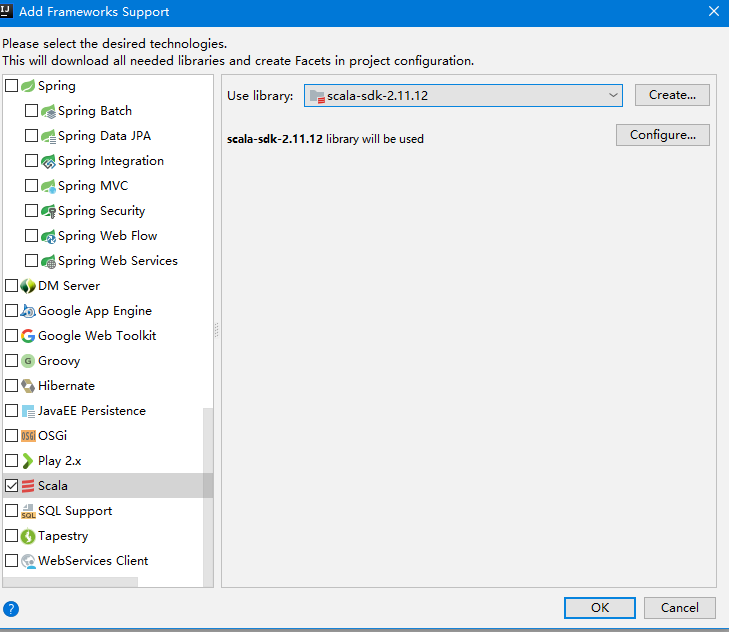 Add Frameworks Support
Please select the desired technologies.
This will download all needed libraries and create Facets in project configuration.
Spring
Spring Batch
Spring Data JPA
Spring Integration
Spring MVC
Spring Security
Spring Web Flow
Spring Web Services
DM Server
Google App Engine
Google Web Toolkit
Groovy
Hibernate
JavaEE Persistence
OSGi
Play 2.x
Scala
SQL Support
Tapestry
WebServices Client
Use library: scala-sdk-2.11.12 Create...
scala-sdk-2.11.12 library will be used Configure...
? OK Cancel